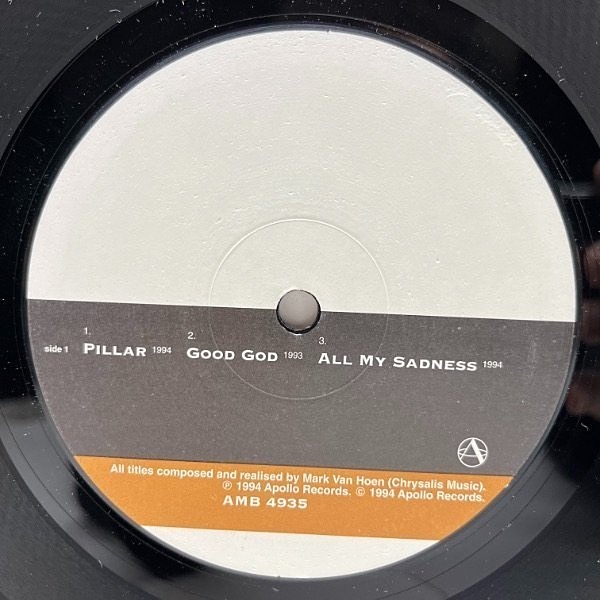 side 1
1. PILLAR 1994
2. GOOD GOD 1993
3. ALL MY SADNESS 1994
A
All titles composed and realised by Mark Van Hoen (Chrysalis Music).
℗ 1994 Apollo Records. © 1994 Apollo Records.
AMB 4935